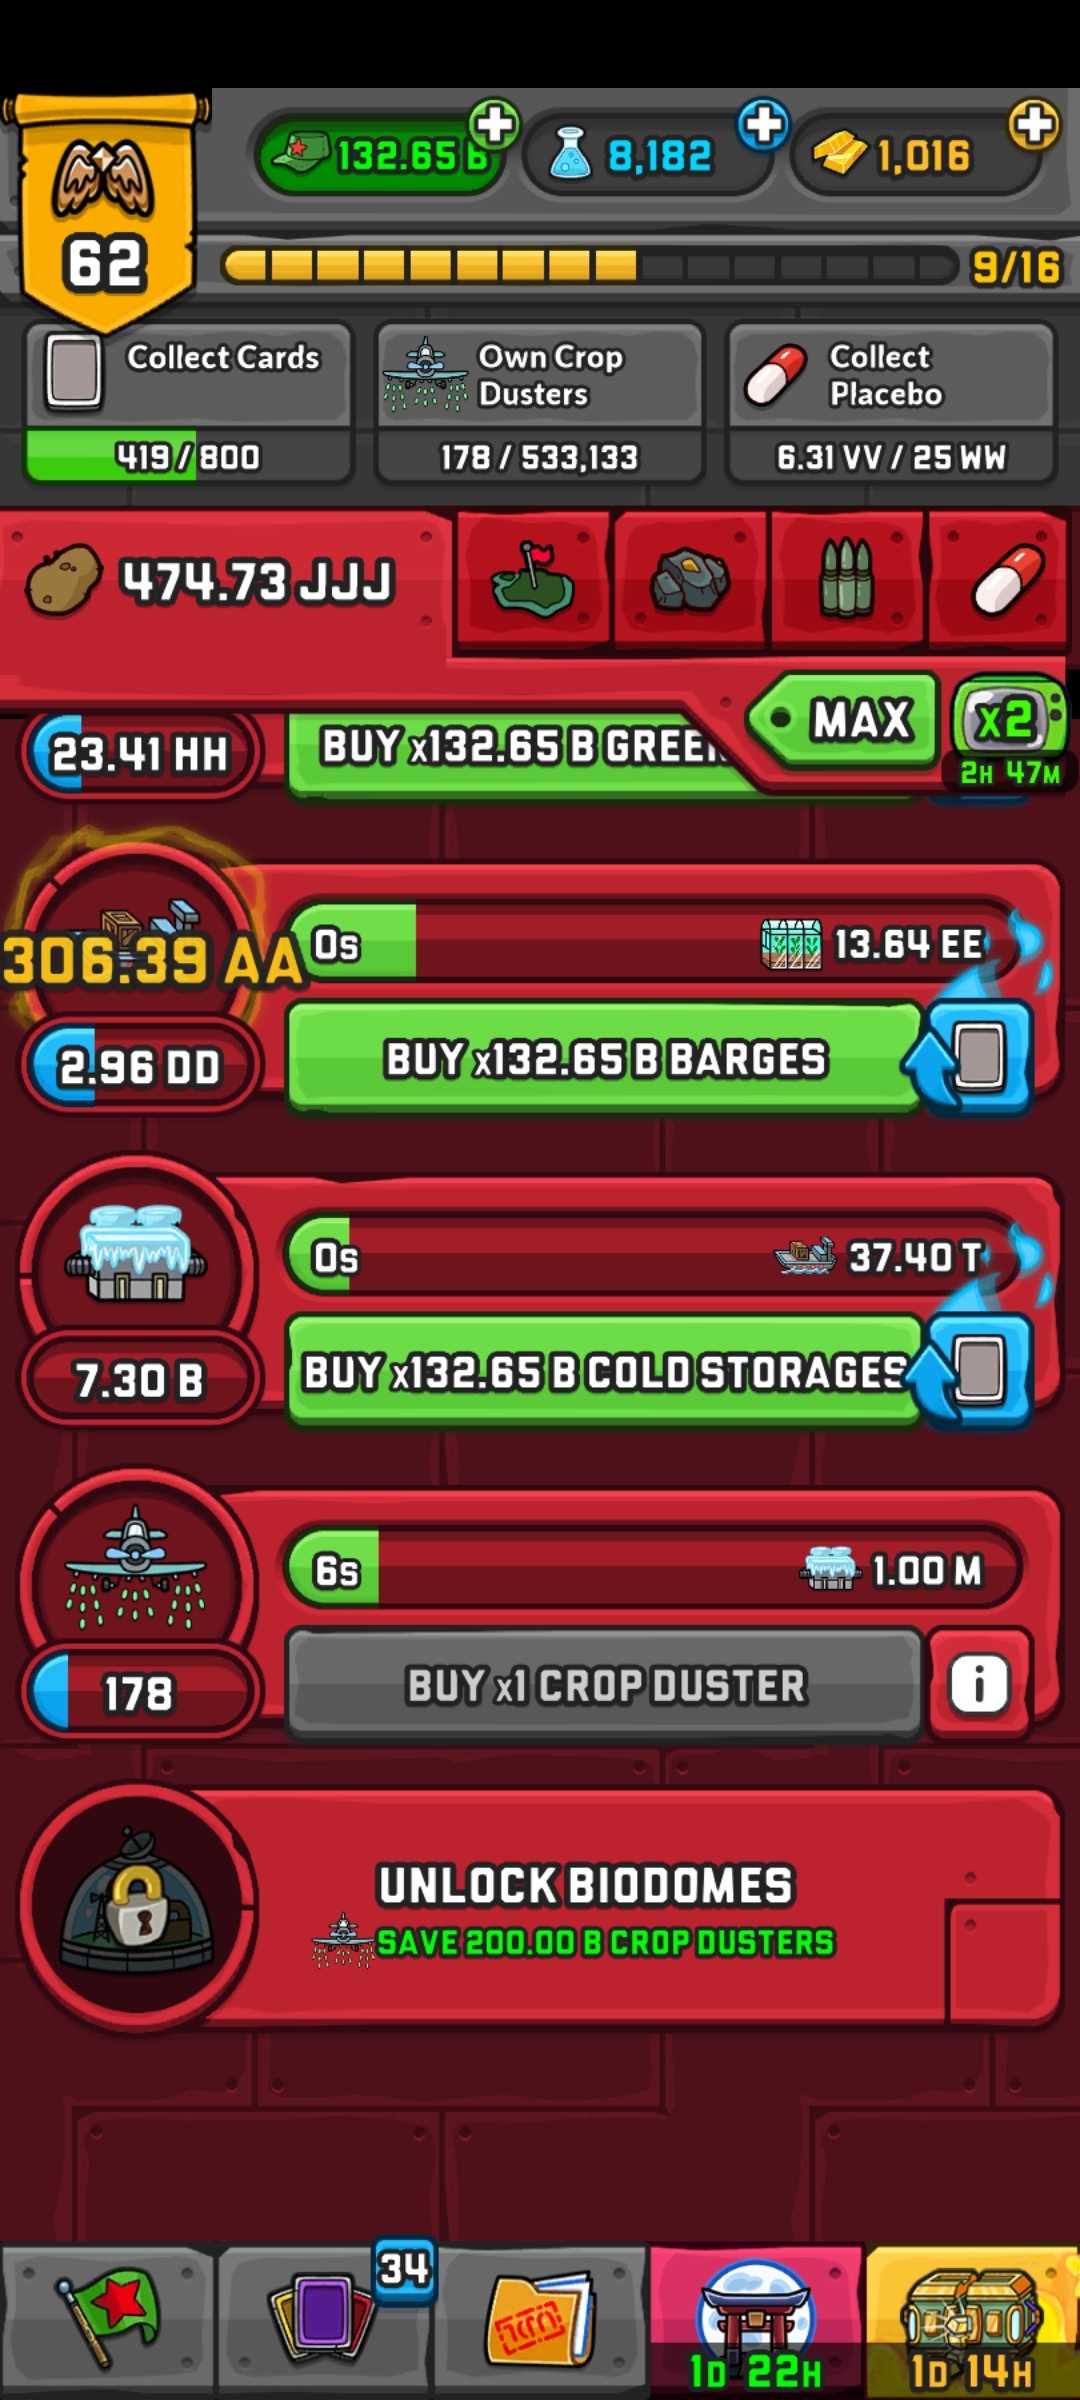 132.65 B
8,182
1,016
62
9/16
Collect Cards
419 / 800
Own Crop
Dusters
178 / 533,133
Collect
Placebo
6.31 VV / 25 WW
474.73 JJJ
MAX
x2
2H 47M
23.41 HH
BUY x132.65 B GREEN
306.39 AA
0s
13.64 EE
2.96 DD
BUY x132.65 B BARGES
0s
37.40 T
7.30 B
BUY x132.65 B COLD STORAGES
6s
1.00 M
178
BUY x1 CROP DUSTER
i
UNLOCK BIODOMES
SAVE 200.00 B CROP DUSTERS
34
1D 22H
1D 14H